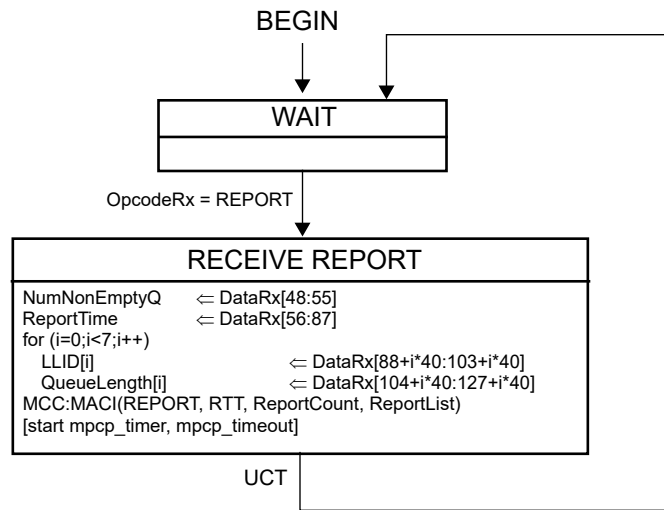 BEGIN
WAIT
OpcodeRx = REPORT
RECEIVE REPORT
NumNonEmptyQ ⇐ DataRx[48:55]
ReportTime ⇐ DataRx[56:87]
for (i=0;i<7;i++)
LLID[i] ⇐ DataRx[88+i*40:103+i*40]
QueueLength[i] ⇐ DataRx[104+i*40:127+i*40]
MCC:MACI(REPORT, RTT, ReportCount, ReportList)
[start mpcp_timer, mpcp_timeout]
UCT